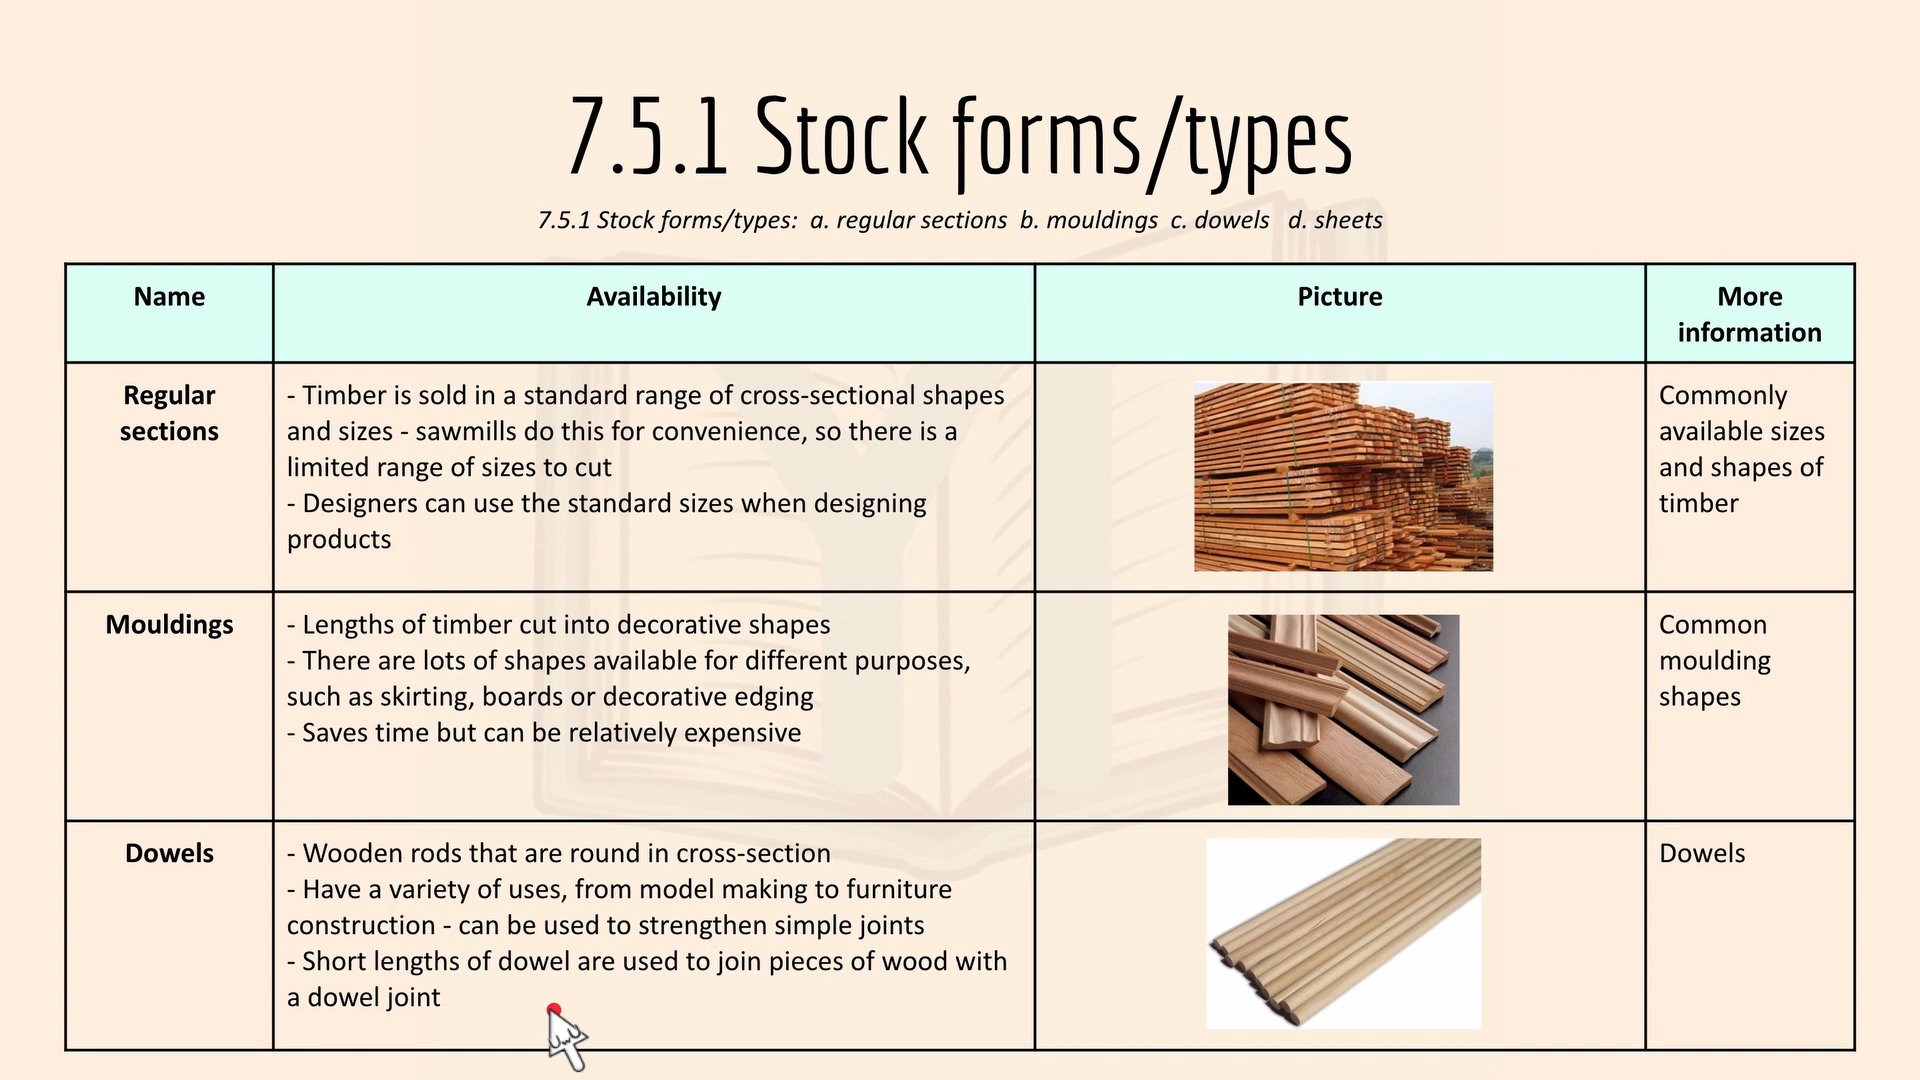 7.5.1 Stock forms/types
7.5.1 Stock forms/types:  a. regular sections  b. mouldings  c. dowels   d. sheets
Name
Availability
Picture
More
information
Regular
sections
- Timber is sold in a standard range of cross-sectional shapes
and sizes - sawmills do this for convenience, so there is a
limited range of sizes to cut
- Designers can use the standard sizes when designing
products
Commonly
available sizes
and shapes of
timber
Mouldings
- Lengths of timber cut into decorative shapes
- There are lots of shapes available for different purposes,
such as skirting, boards or decorative edging
- Saves time but can be relatively expensive
Common
moulding
shapes
Dowels
- Wooden rods that are round in cross-section
- Have a variety of uses, from model making to furniture
construction - can be used to strengthen simple joints
- Short lengths of dowel are used to join pieces of wood with
a dowel joint
Dowels